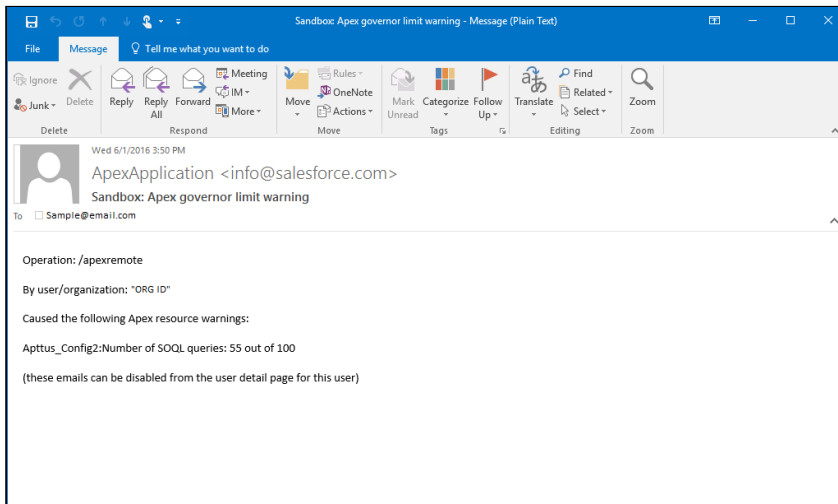 Sandbox: Apex governor limit warning - Message (Plain Text)
File Message Tell me what you want to do
Ignore
Junk
Delete
Reply
Reply All
Forward
Meeting
IM
More
Move
Rules
OneNote
Actions
Mark Unread
Categorize
Follow Up
Translate
Find
Related
Select
Zoom
Delete Respond Move Tags Editing Zoom
Wed 6/1/2016 3:50 PM
ApexApplication <info@salesforce.com>
Sandbox: Apex governor limit warning
To Sample@email.com
Operation: /apexremote
By user/organization: "ORG ID"
Caused the following Apex resource warnings:
Apttus_Config2:Number of SOQL queries: 55 out of 100
(these emails can be disabled from the user detail page for this user)